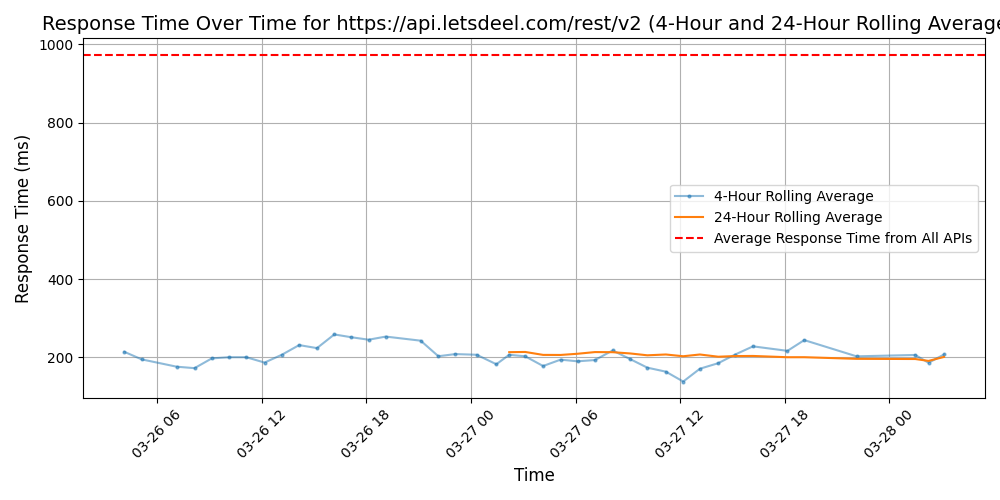 Response Time Over Time for https://api.letsdeel.com/rest/v2 (4-Hour and 24-Hour Rolling Average
1000
800
600
400
200
Response Time (ms)
4-Hour Rolling Average
24-Hour Rolling Average
Average Response Time from All APIs
03-26 06
03-26 12
03-26 18
03-27 00
03-27 06
03-27 12
03-27 18
03-28 00
Time